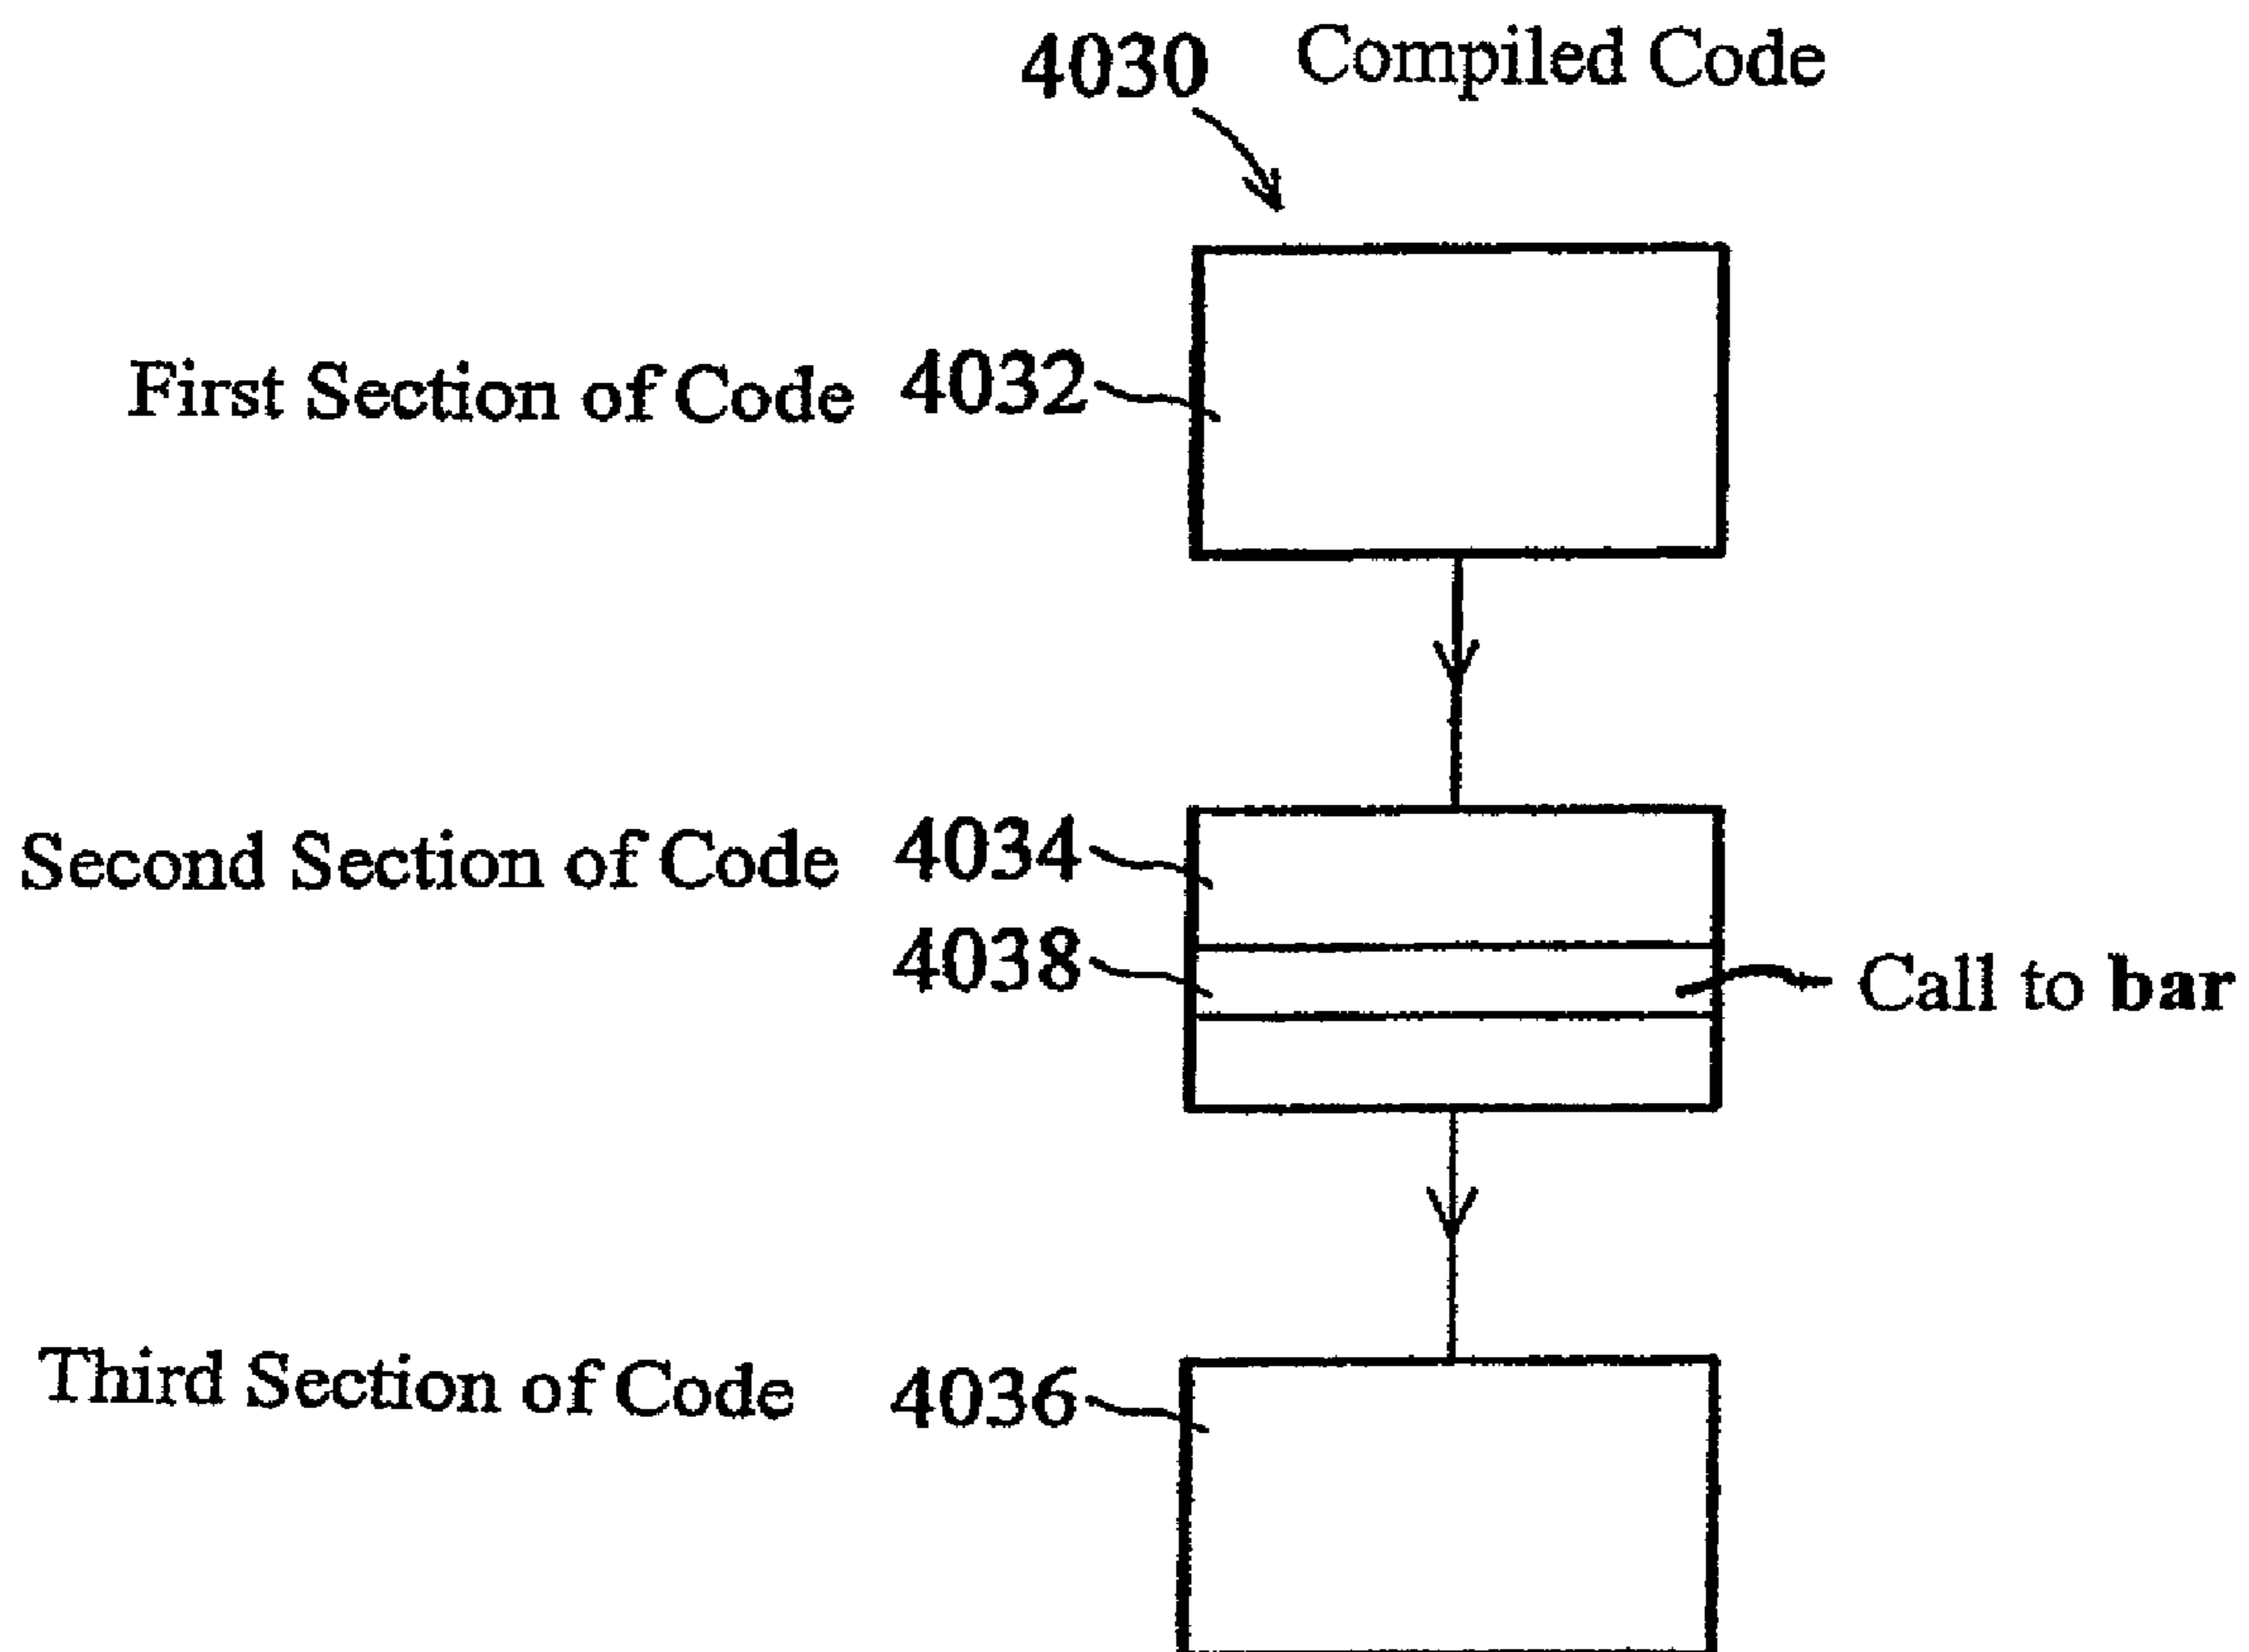 4030 Compiled Code
First Section of Code 4032
Second Section of Code 4034
4038
Call to bar
Third Section of Code 4036